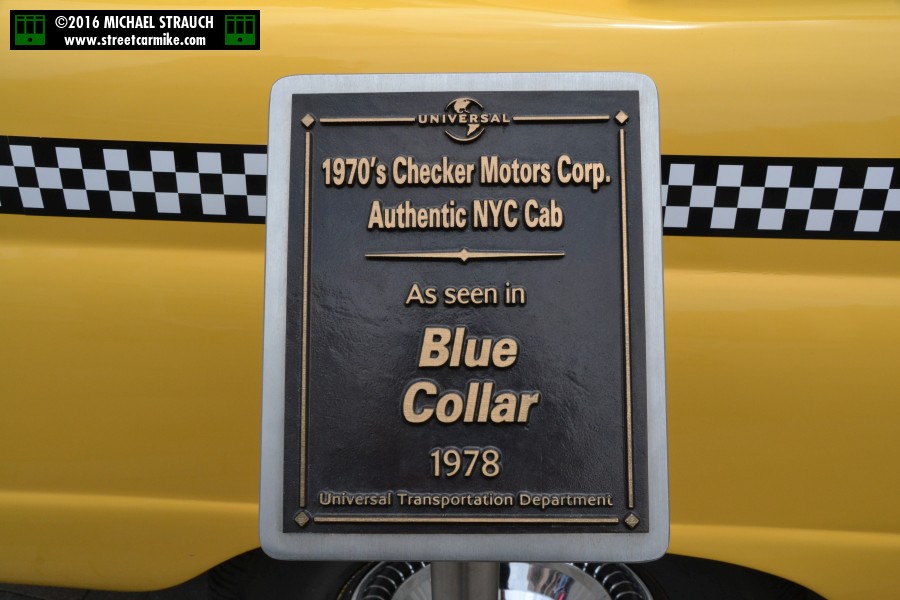 ©2016 MICHAEL STRAUCH
www.streetcarmike.com
UNIVERSAL
1970's Checker Motors Corp.
Authentic NYC Cab
As seen in
Blue
Collar
1978
Universal Transportation Department